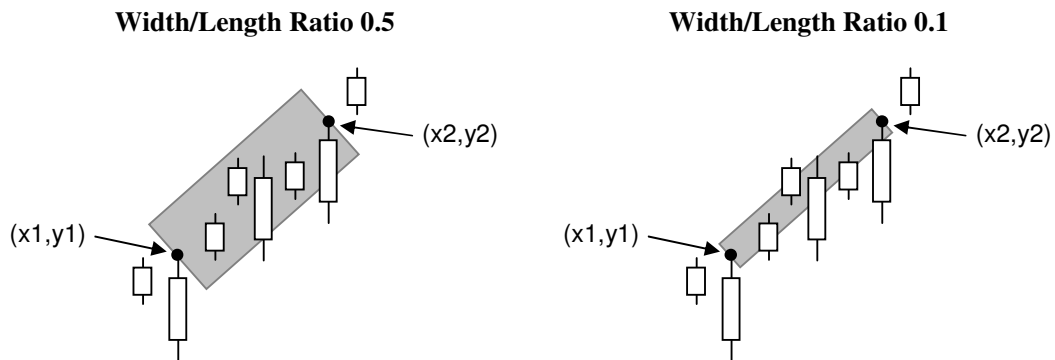 Width/Length Ratio 0.5
(x2,y2)
(x1,y1)
Width/Length Ratio 0.1
(x2,y2)
(x1,y1)